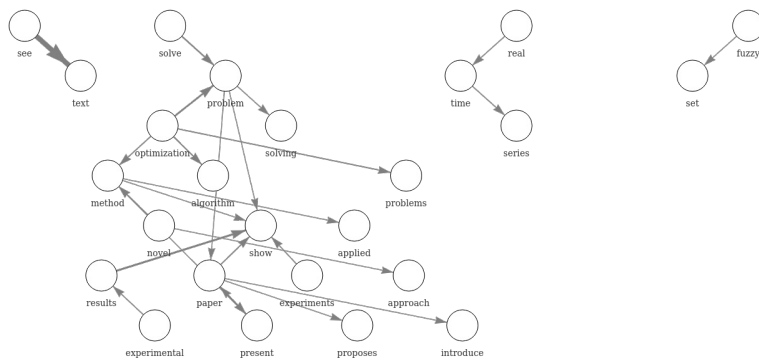 see
solve
real
fuzzy
text
problem
time
set
optimization
solving
series
method
algorithm
problems
novel
show
applied
results
paper
experiments
approach
experimental
present
proposes
introduce